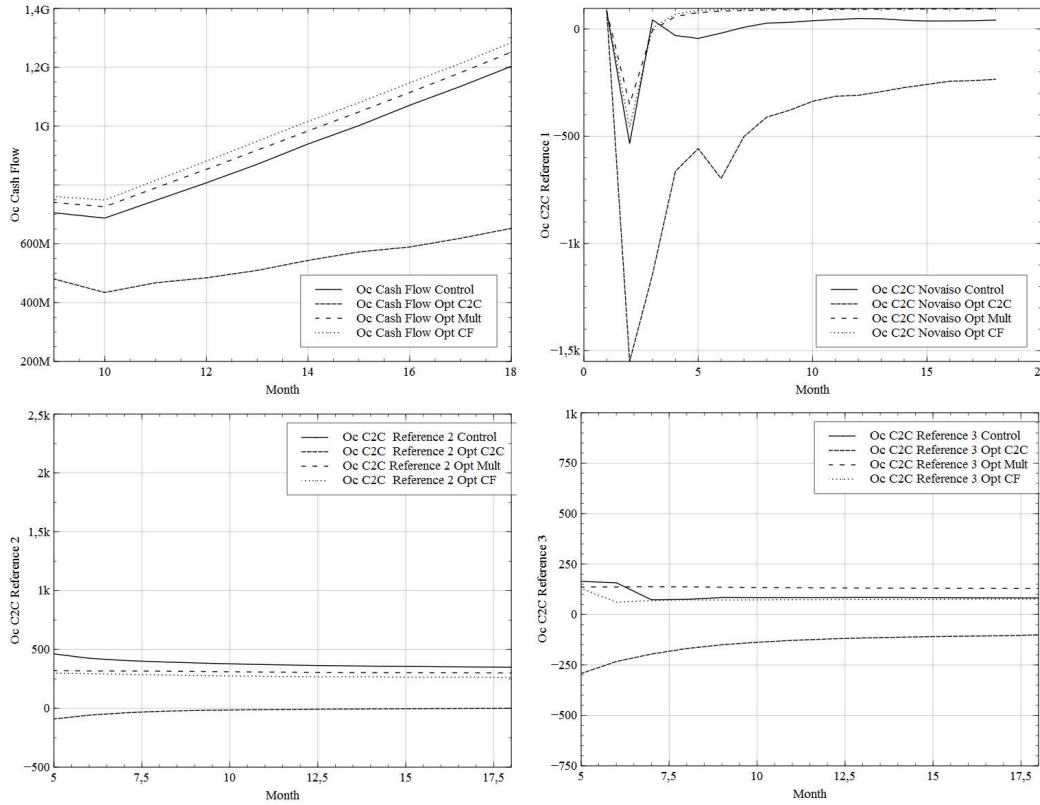 1,4G
1,2G
1G
600M
400M
200M
Oc Cash Flow
Oc Cash Flow Control
Oc Cash Flow Opt C2C
Oc Cash Flow Opt Mult
Oc Cash Flow Opt CF
10
12
14
16
18
Month
0
−500
−1k
−1,5k
Oc C2C Reference 1
Oc C2C Novaiso Control
Oc C2C Novaiso Opt C2C
Oc C2C Novaiso Opt Mult
Oc C2C Novaiso Opt CF
0
5
10
15
2
Month
2,5k
2k
1,5k
1k
500
0
−500
Oc C2C Reference 2
Oc C2C Reference 2 Control
Oc C2C Reference 2 Opt C2C
Oc C2C Reference 2 Opt Mult
Oc C2C Reference 2 Opt CF
5
7,5
10
12,5
15
17,5
Month
1k
750
500
250
0
−250
−500
−750
Oc C2C Reference 3
Oc C2C Reference 3 Control
Oc C2C Reference 3 Opt C2C
Oc C2C Reference 3 Opt Mult
Oc C2C Reference 3 Opt CF
5
7,5
10
12,5
15
17,5
Month